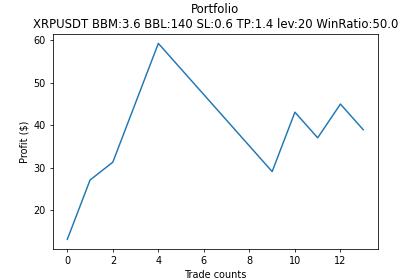 Portfolio
XRPUSDT BBM:3.6 BBL:140 SL:0.6 TP:1.4 lev:20 WinRatio:50.0
60
50
40
30
20
Profit ($)
0 2 4 6 8 10 12
Trade counts